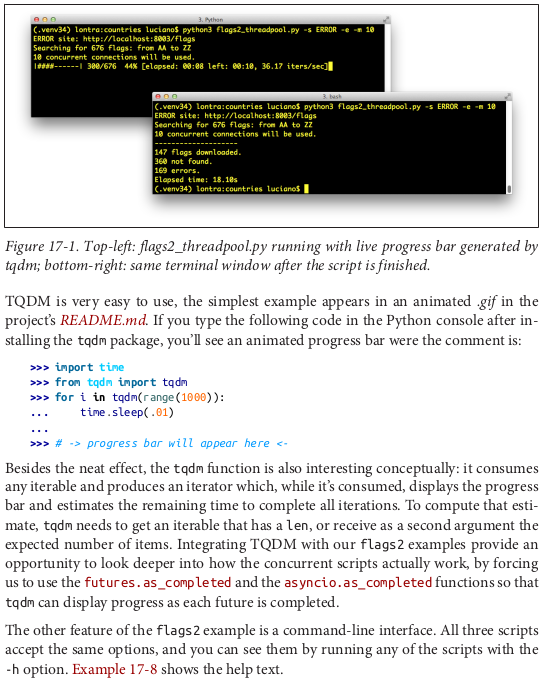 3. Python
(.venv34) lontra:countries luciano$ python3 flags2_threadpool.py -s ERROR -e -m 10
ERROR site: http://localhost:8003/flags
Searching for 676 flags: from AA to ZZ
10 concurrent connections will be used.
|####------| 300/676  44% [elapsed: 00:08 left: 00:10, 36.17 iters/sec]
3. bash
(.venv34) lontra:countries luciano$ python3 flags2_threadpool.py -s ERROR -e -m 10
ERROR site: http://localhost:8003/flags
Searching for 676 flags: from AA to ZZ
10 concurrent connections will be used.
--------------------
147 flags downloaded.
360 not found.
169 errors.
Elapsed time: 18.10s
(.venv34) lontra:countries luciano$
Figure 17-1. Top-left: flags2_threadpool.py running with live progress bar generated by
tqdm; bottom-right: same terminal window after the script is finished.
TQDM is very easy to use, the simplest example appears in an animated .gif in the
project's README.md. If you type the following code in the Python console after in-
stalling the tqdm package, you'll see an animated progress bar were the comment is:
>>> import time
>>> from tqdm import tqdm
>>> for i in tqdm(range(1000)):
...     time.sleep(.01)
...
>>> # -> progress bar will appear here <-
Besides the neat effect, the tqdm function is also interesting conceptually: it consumes
any iterable and produces an iterator which, while it's consumed, displays the progress
bar and estimates the remaining time to complete all iterations. To compute that esti-
mate, tqdm needs to get an iterable that has a len, or receive as a second argument the
expected number of items. Integrating TQDM with our flags2 examples provide an
opportunity to look deeper into how the concurrent scripts actually work, by forcing
us to use the futures.as_completed and the asyncio.as_completed functions so that
tqdm can display progress as each future is completed.
The other feature of the flags2 example is a command-line interface. All three scripts
accept the same options, and you can see them by running any of the scripts with the
-h option. Example 17-8 shows the help text.